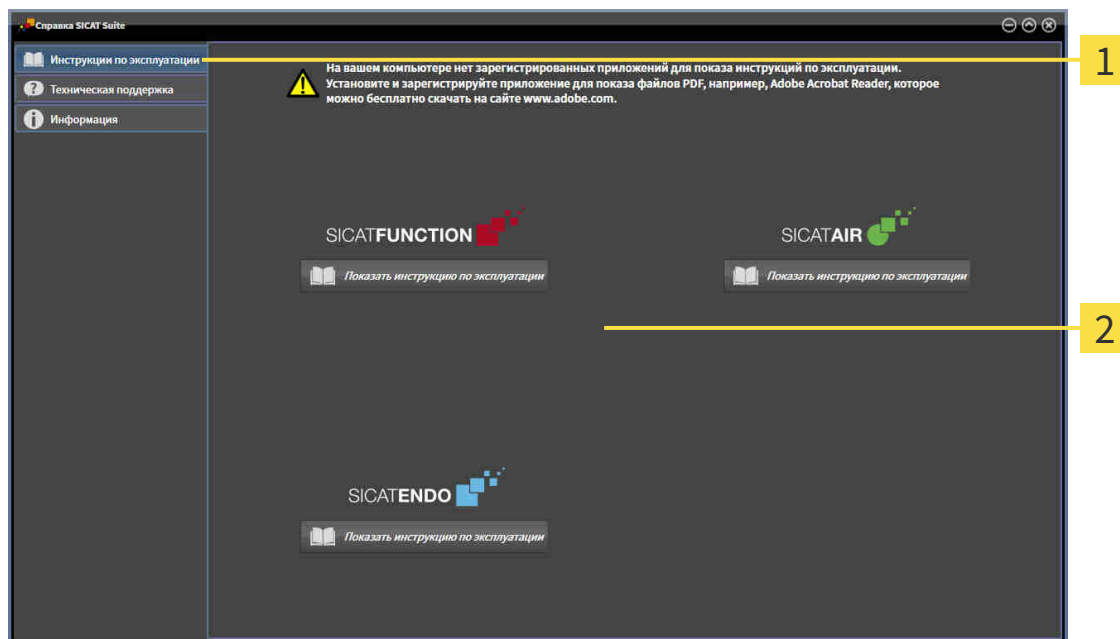 Справка SICAT Suite
Инструкции по эксплуатации
1
Техническая поддержка
Информация
На вашем компьютере нет зарегистрированных приложений для показа инструкций по эксплуатации.
Установите и зарегистрируйте приложение для показа файлов PDF, например, Adobe Acrobat Reader, которое
можно бесплатно скачать на сайте www.adobe.com.
SICATFUNCTION
Показать инструкцию по эксплуатации
SICATAIR
Показать инструкцию по эксплуатации
2
SICATENDO
Показать инструкцию по эксплуатации